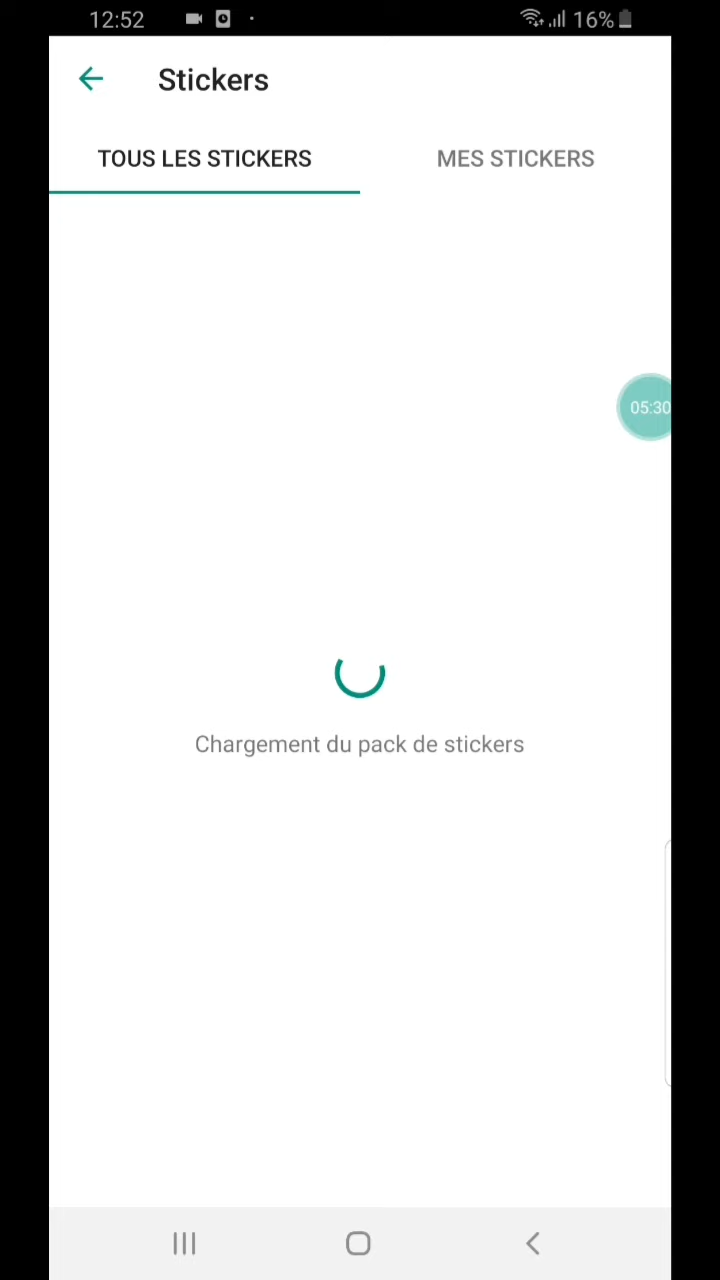 12:52
16%
Stickers
TOUS LES STICKERS
MES STICKERS
05:30
Chargement du pack de stickers